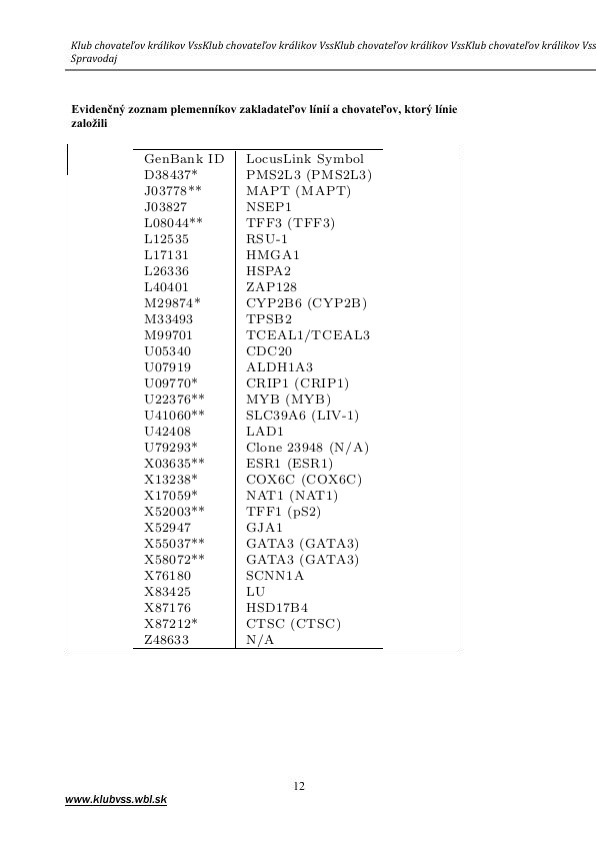 Klub chovateľov králikov VssKlub chovateľov králikov VssKlub chovateľov králikov VssKlub chovateľov králikov Vss
Spravodaj
Evidenčný zoznam plemenníkov zakladateľov línií a chovateľov, ktorý línie
založili
GenBank ID LocusLink Symbol
D38437* PMS2L3 (PMS2L3)
J03778** MAPT (MAPT)
J03827 NSEP1
L08044** TFF3 (TFF3)
L12535 RSU-1
L17131 HMGA1
L26336 HSPA2
L40401 ZAP128
M29874* CYP2B6 (CYP2B)
M33493 TPSB2
M99701 TCEAL1/TCEAL3
U05340 CDC20
U07919 ALDH1A3
U09770* CRIP1 (CRIP1)
U22376** MYB (MYB)
U41060** SLC39A6 (LIV-1)
U42408 LAD1
U79293* Clone 23948 (N/A)
X03635** ESR1 (ESR1)
X13238* COX6C (COX6C)
X17059* NAT1 (NAT1)
X52003** TFF1 (pS2)
X52947 GJA1
X55037** GATA3 (GATA3)
X58072** GATA3 (GATA3)
X76180 SCNN1A
X83425 LU
X87176 HSD17B4
X87212* CTSC (CTSC)
Z48633 N/A
12
www.klubvss.wbl.sk